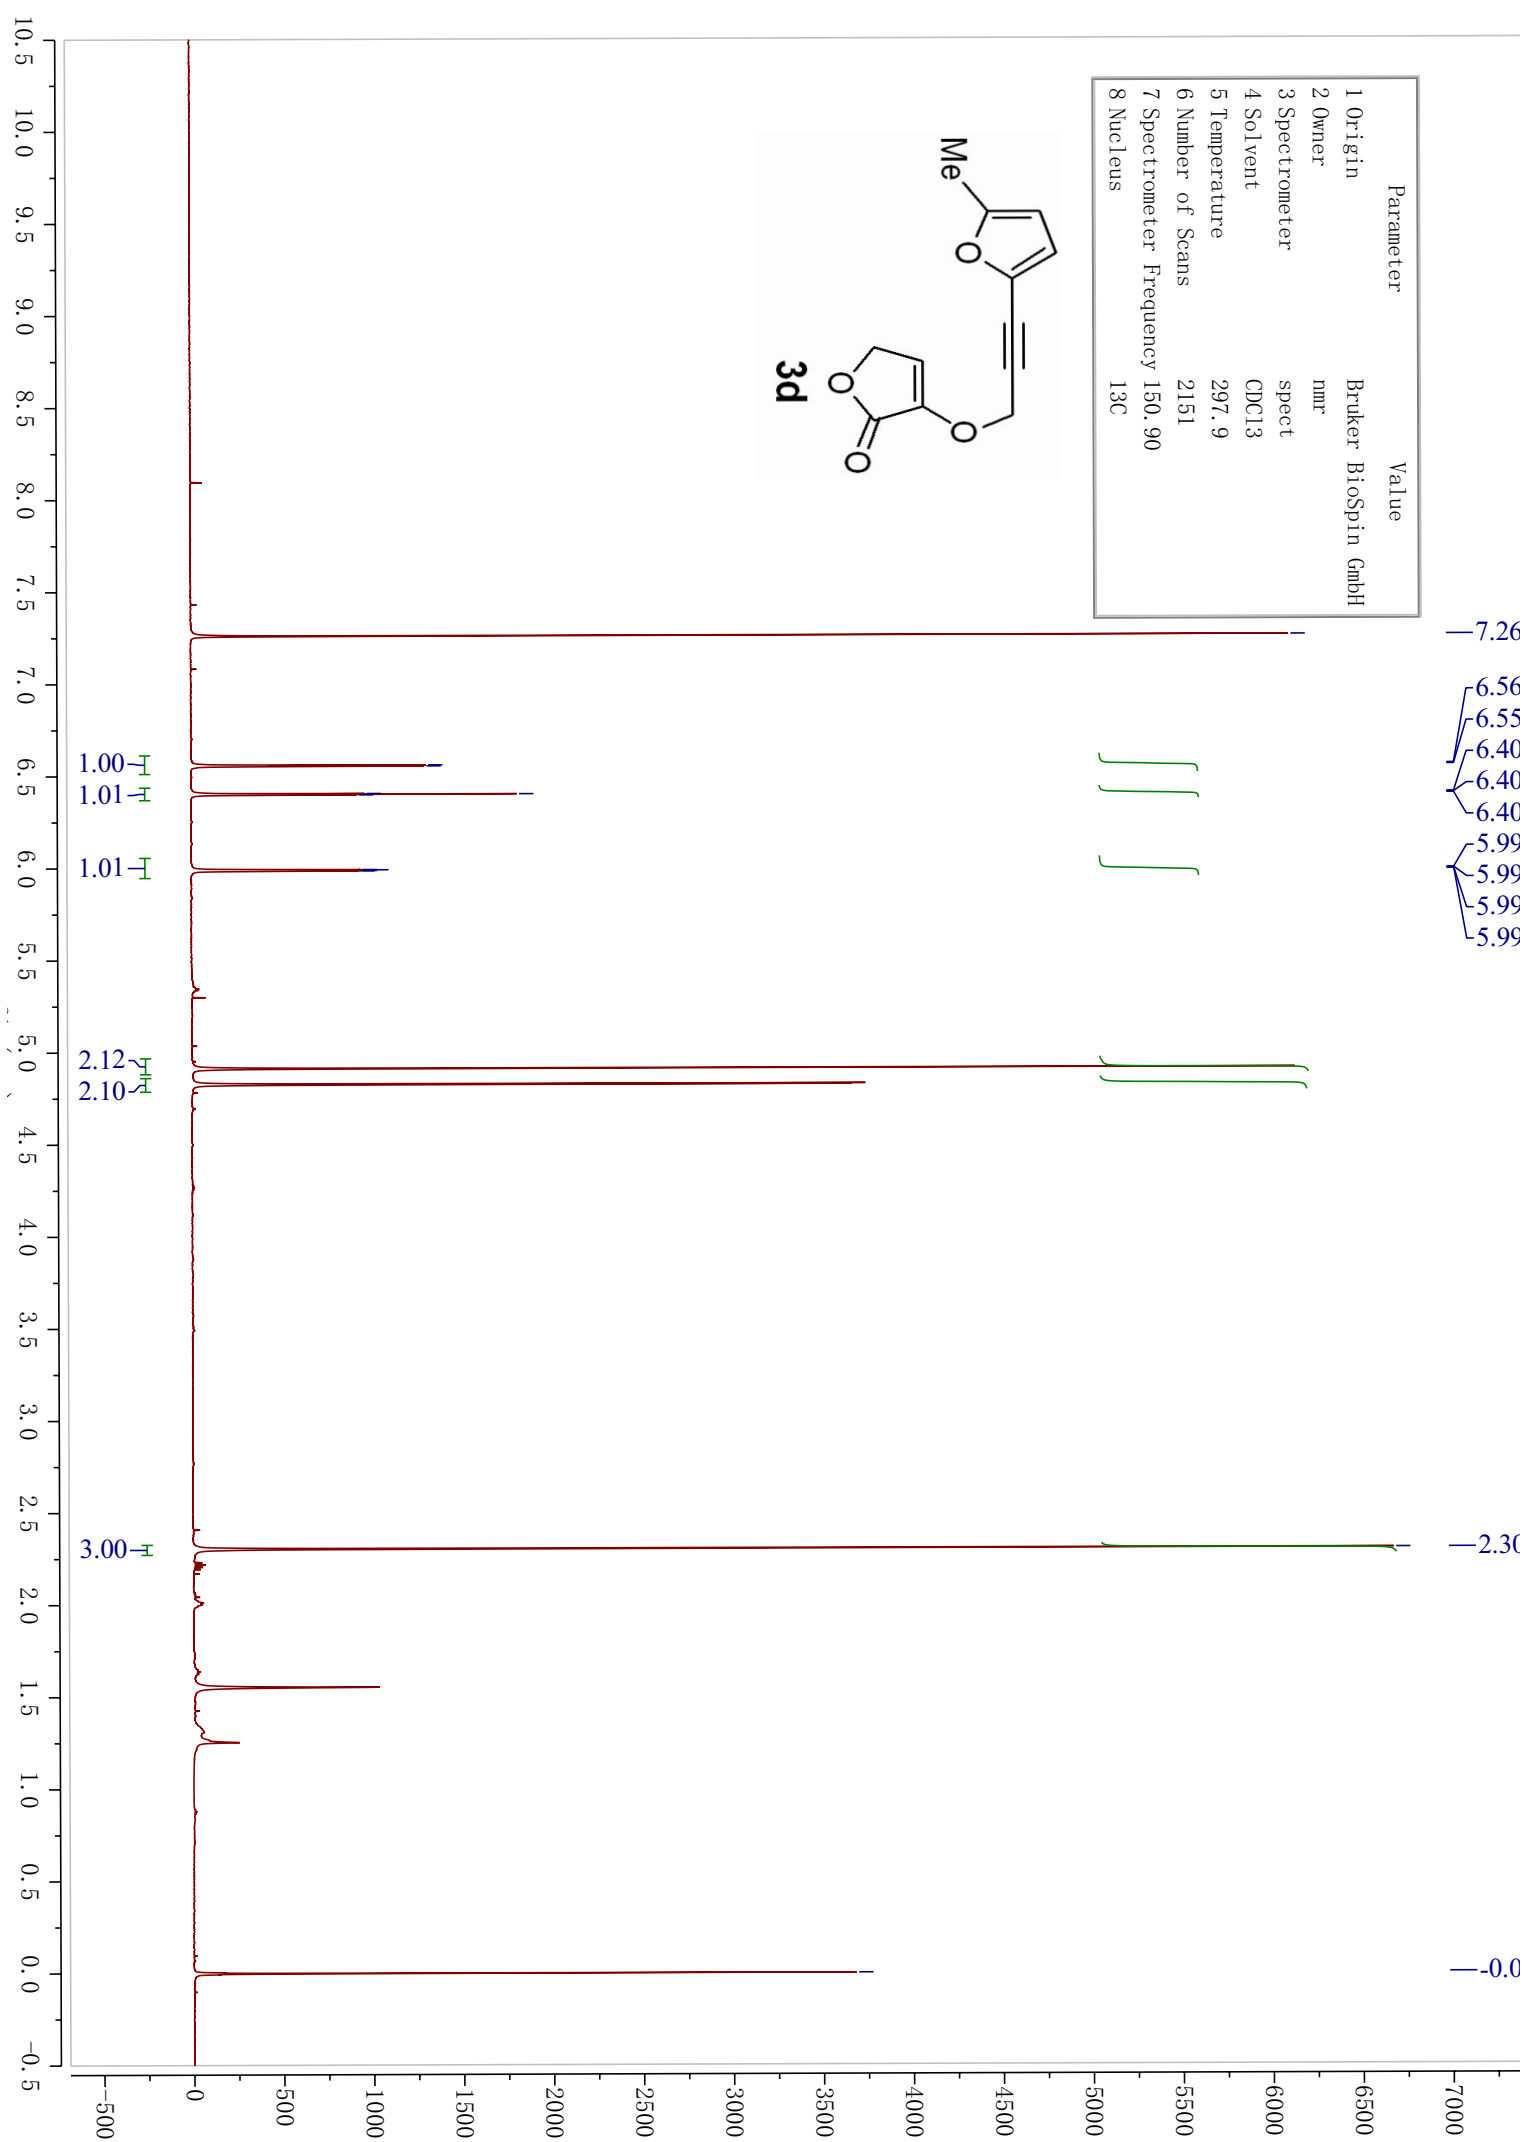 Parameter Value
1 Origin Bruker BioSpin GmbH
2 Owner nmr
3 Spectrometer spect
4 Solvent CDCl3
5 Temperature 297.9
6 Number of Scans 2151
7 Spectrometer Frequency 150.90
8 Nucleus 13C
Me
O
O
O
O
3d
7.26
6.56
6.55
6.40
6.40
6.40
5.99
5.99
5.99
5.99
2.30
-0.0
1.00
1.01
1.01
2.12
2.10
3.00
10.5 10.0 9.5 9.0 8.5 8.0 7.5 7.0 6.5 6.0 5.5 5.0 4.5 4.0 3.5 3.0 2.5 2.0 1.5 1.0 0.5 0.0 -0.5
7000
6500
6000
5500
5000
4500
4000
3500
3000
2500
2000
1500
1000
500
0
-500